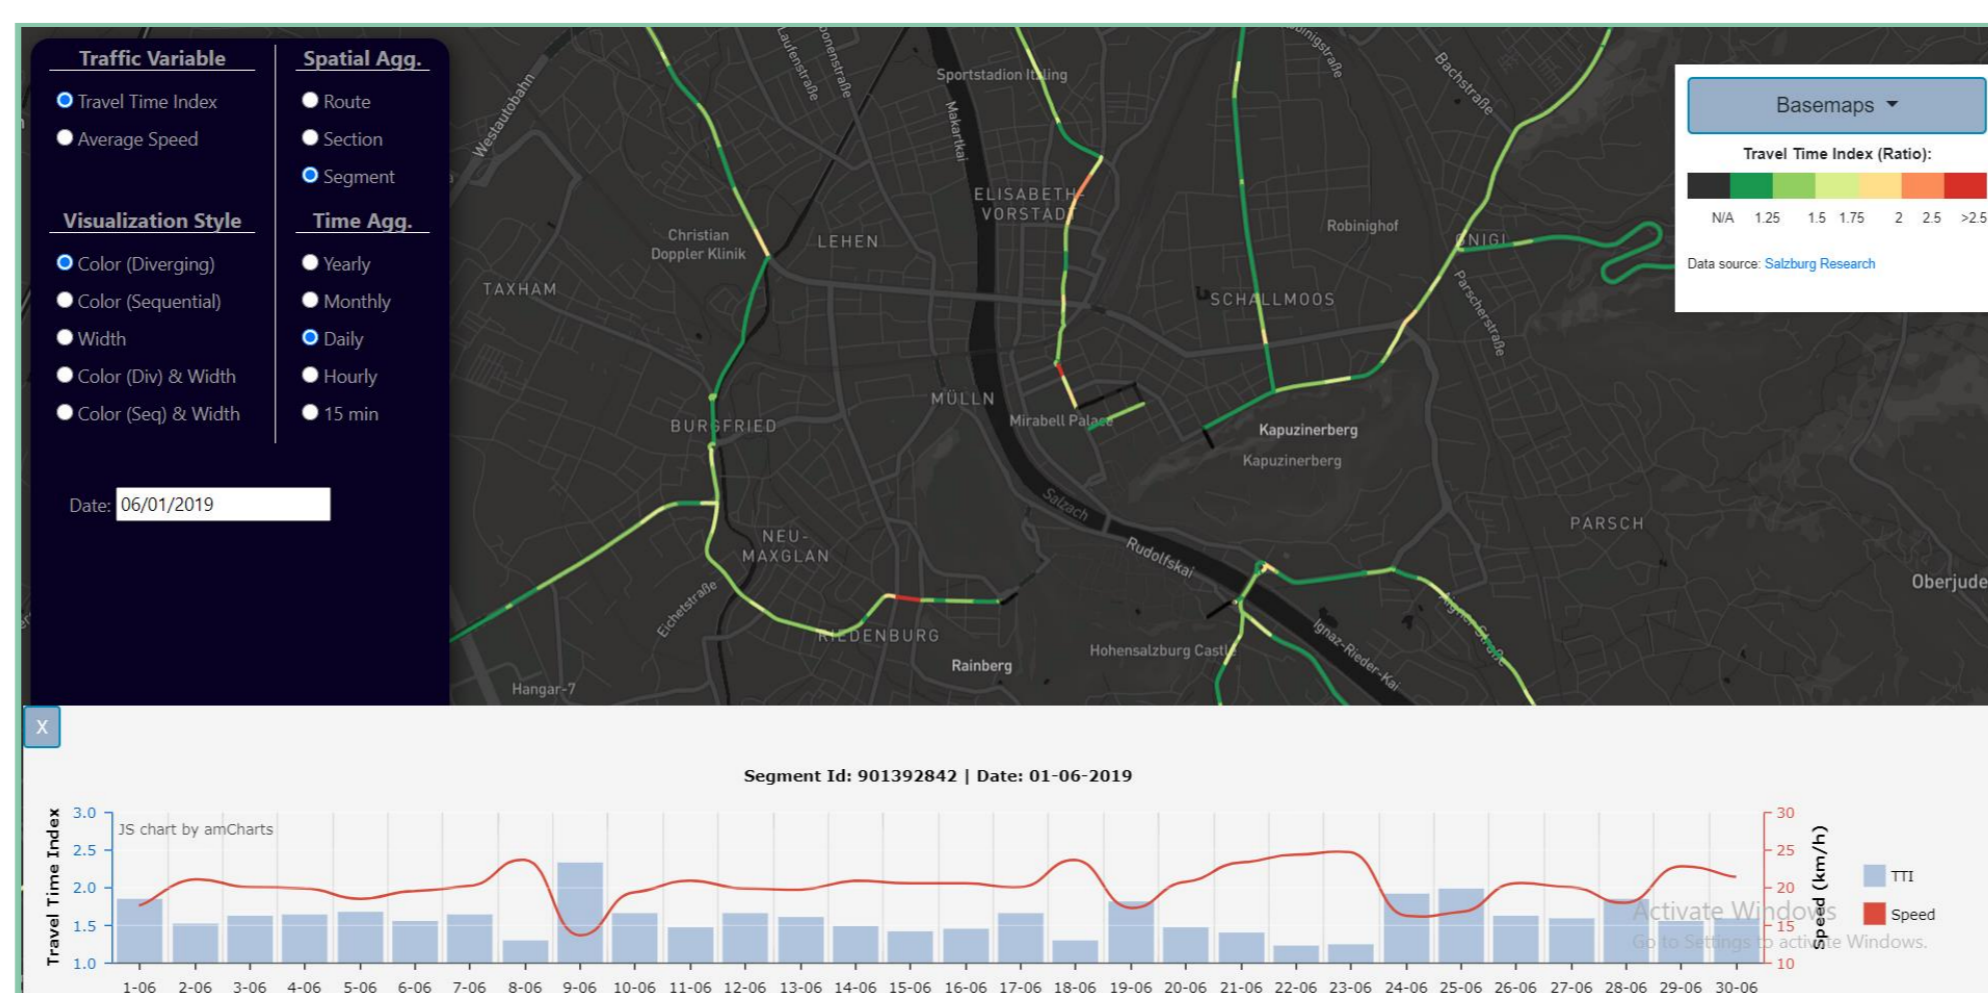 Traffic Variable
Travel Time Index
Average Speed
Spatial Agg.
Route
Section
Segment
Visualization Style
Color (Diverging)
Color (Sequential)
Width
Color (Div) & Width
Color (Seq) & Width
Time Agg.
Yearly
Monthly
Daily
Hourly
15 min
Date: 06/01/2019
Westautobahn
Laufenstraße
Makartkai
Sportstadion Itzling
Bachstraße
ELISABETH-
VORSTADT
Christian
Doppler Klinik
LEHEN
Robinighof
GNIGL
TAXHAM
SCHALLMOOS
Parscherstraße
MÜLLN
BURGFRIED
Mirabell Palace
Kapuzinerberg
Kapuzinerberg
Salzach
PARSCH
NEU-
MAXGLAN
Rudolfskai
Oberjude
Eichetstraße
RIEDENBURG
Aigner Straße
Ignaz-Rieder-Kai
Hohensalzburg Castle
Rainberg
Hangar-7
Basemaps
Travel Time Index (Ratio):
N/A 1.25 1.5 1.75 2 2.5 >2.5
Data source: Salzburg Research
X
Segment Id: 901392842 | Date: 01-06-2019
JS chart by amCharts
Travel Time Index
3.0
2.5
2.0
1.5
1.0
30
25
20
15
10
Speed (km/h)
TTI
Speed
Activate Windows
Go to Settings to activate Windows.
1-06 2-06 3-06 4-06 5-06 6-06 7-06 8-06 9-06 10-06 11-06 12-06 13-06 14-06 15-06 16-06 17-06 18-06 19-06 20-06 21-06 22-06 23-06 24-06 25-06 26-06 27-06 28-06 29-06 30-06